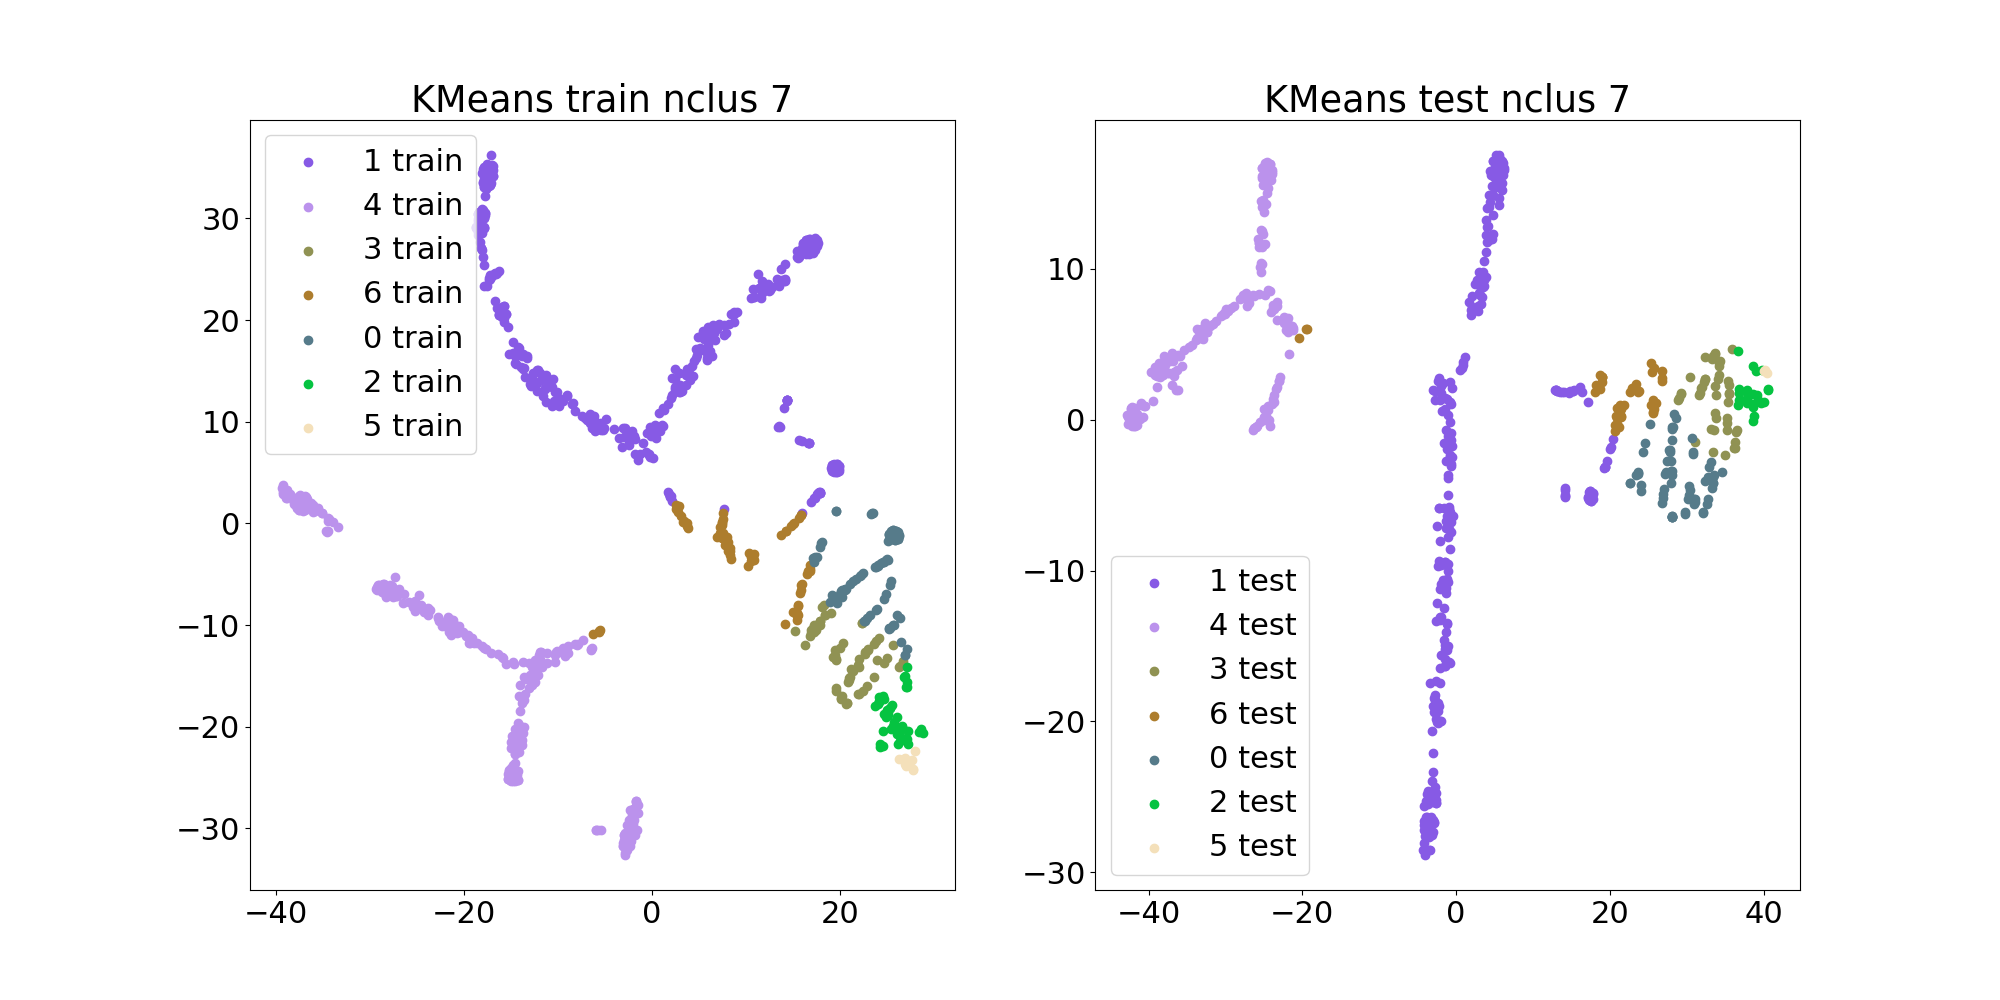 KMeans train nclus 7
1 train
4 train
3 train
6 train
0 train
2 train
5 train
30
20
10
0
−10
−20
−30
−40
−20
0
20
KMeans test nclus 7
1 test
4 test
3 test
6 test
0 test
2 test
5 test
10
0
−10
−20
−30
−40
−20
0
20
40